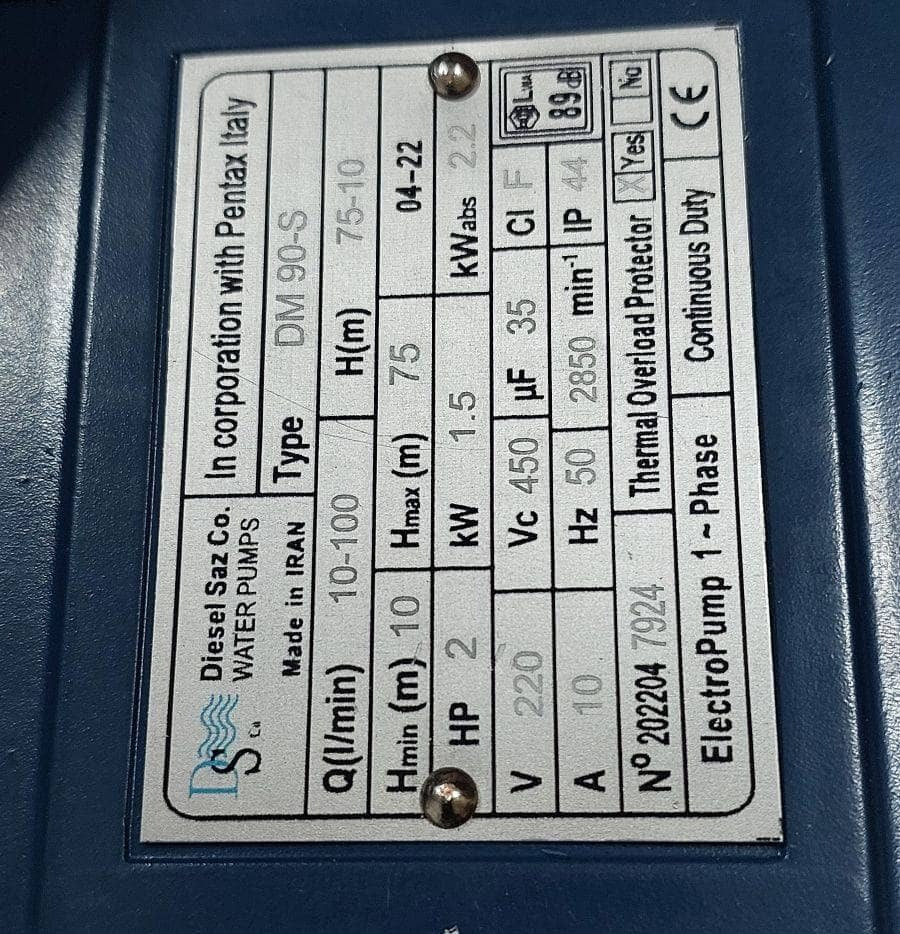 DS Co
Diesel Saz Co.
WATER PUMPS
Made in IRAN
In corporation with Pentax Italy
Type DM 90-S
Q(l/min) 10-100 H(m) 75-10
Hmin (m) 10 Hmax (m) 75 04-22
HP 2 kW 1.5 kWabs 2.2
V 220 Vc 450 µF 35 Cl F
LWA
89dB
A 10 Hz 50 2850 min⁻¹ IP 44
Nº 202204 7924 Thermal Overload Protector X Yes No
ElectroPump 1 ~ Phase Continuous Duty CE